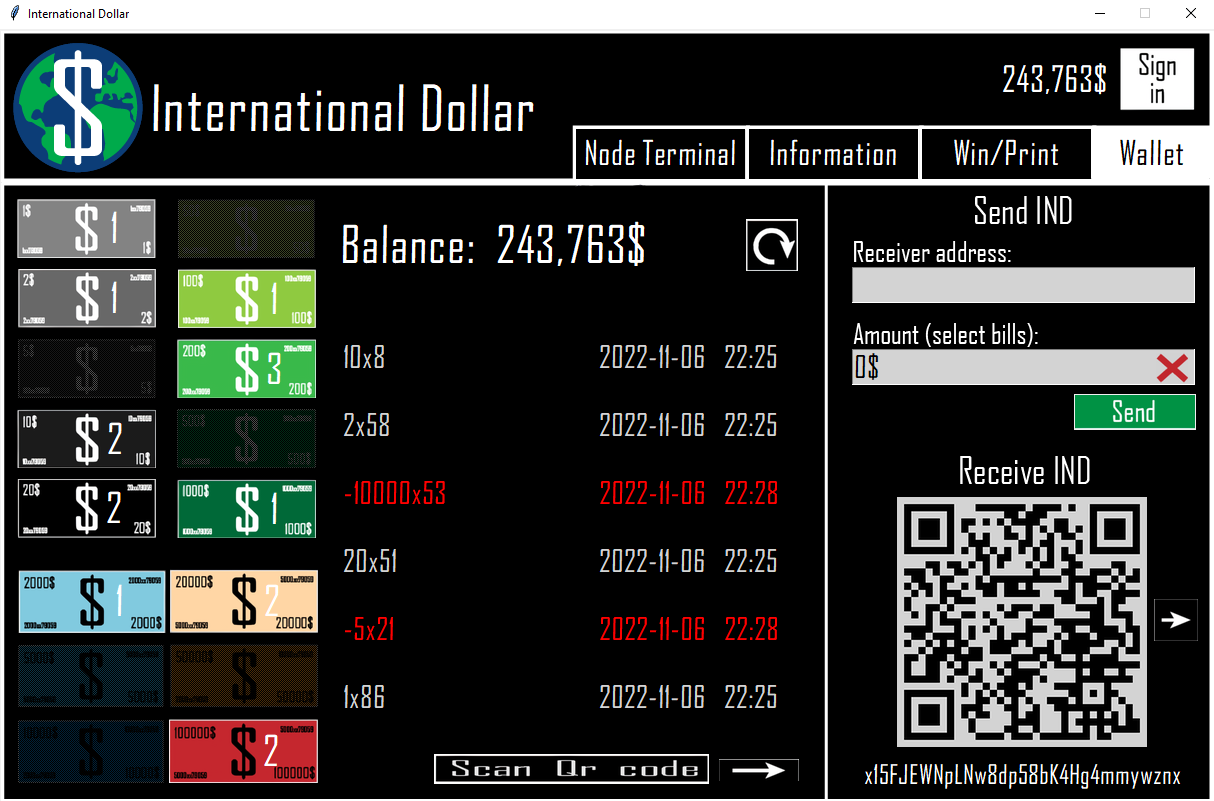 International Dollar
International Dollar
243,763$
Sign
in
Node Terminal
Information
Win/Print
Wallet
1$ 1 1$
2$ 1 2$
100$ 1 100$
200$ 3 200$
10$ 2 10$
20$ 2 20$
1000$ 1 1000$
2000$ 1 2000$
20000$ 2 20000$
5000$ 5000$
50000$ 50000$
100000$ 2 100000$
Balance: 243,763$
10x8 2022-11-06 22:25
2x58 2022-11-06 22:25
-10000x53 2022-11-06 22:28
20x51 2022-11-06 22:25
-5x21 2022-11-06 22:28
1x86 2022-11-06 22:25
Scan Qr code
Send IND
Receiver address:
Amount (select bills):
0$
Send
Receive IND
x15FJEWNpLNw8dp58bK4Hg4mmywznx